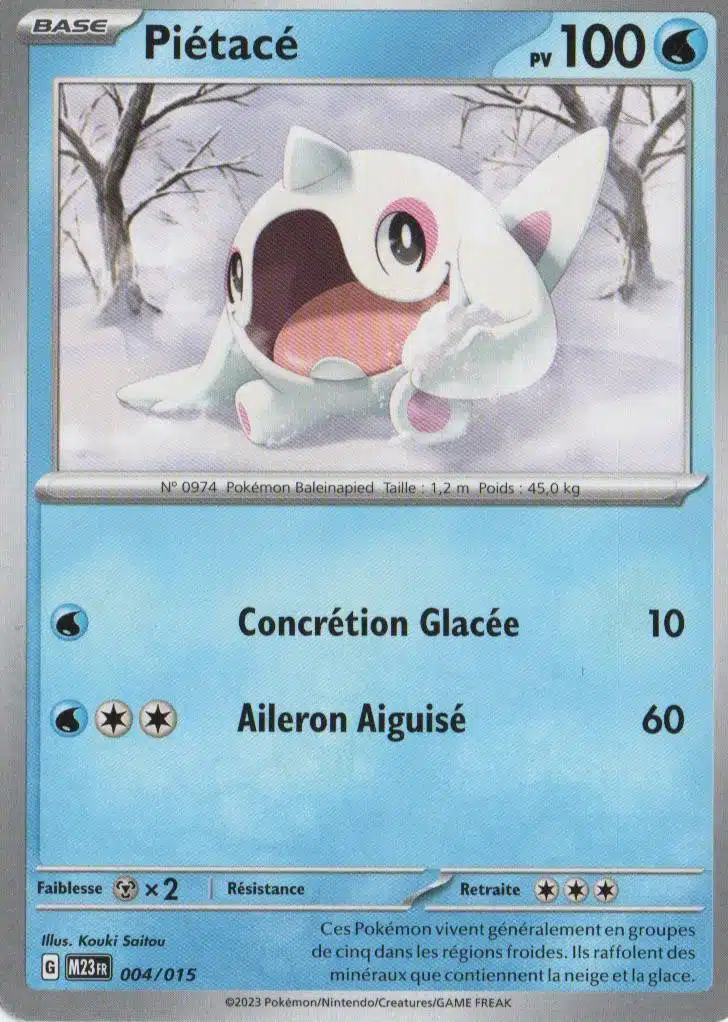 BASE
Piétacé
PV 100
N° 0974 Pokémon Baleinapied Taille : 1,2 m Poids : 45,0 kg
Concrétion Glacée 10
Aileron Aiguisé 60
Faiblesse ×2 Résistance Retraite
Illus. Kouki Saitou
G M23 FR 004/015
Ces Pokémon vivent généralement en groupes
de cinq dans les régions froides. Ils raffolent des
minéraux que contiennent la neige et la glace.
©2023 Pokémon/Nintendo/Creatures/GAME FREAK